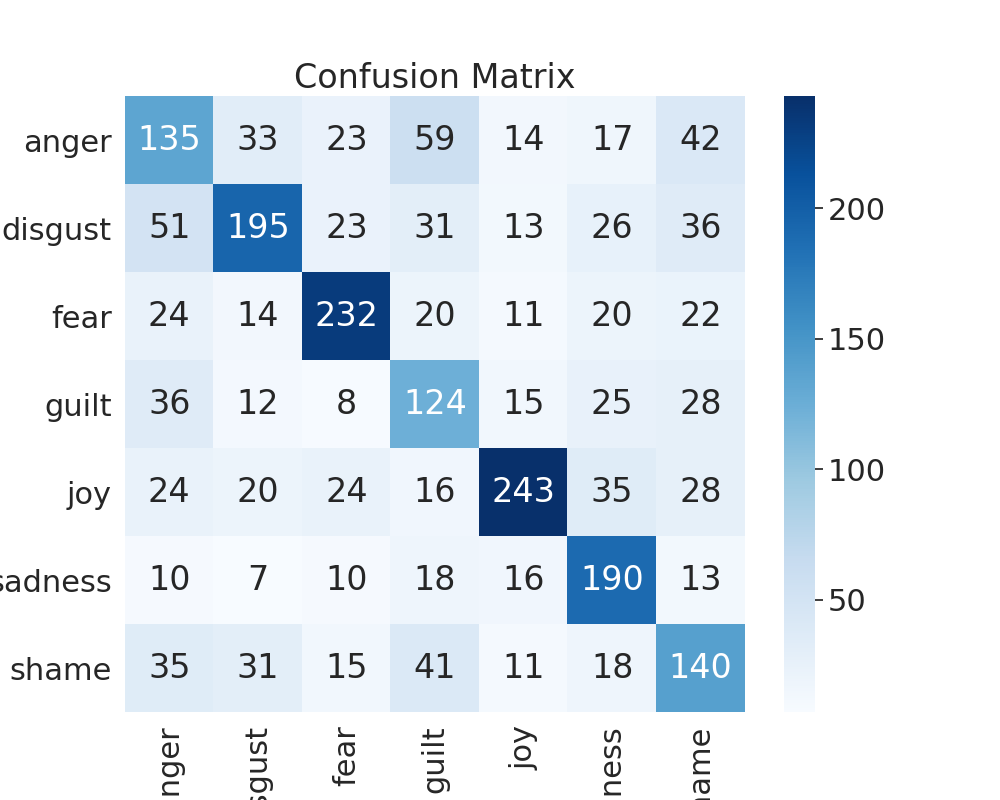 Confusion Matrix
anger 135 33 23 59 14 17 42
disgust 51 195 23 31 13 26 36
fear 24 14 232 20 11 20 22
guilt 36 12 8 124 15 25 28
joy 24 20 24 16 243 35 28
sadness 10 7 10 18 16 190 13
shame 35 31 15 41 11 18 140
nger sgust fear guilt joy ness name
200
150
100
50